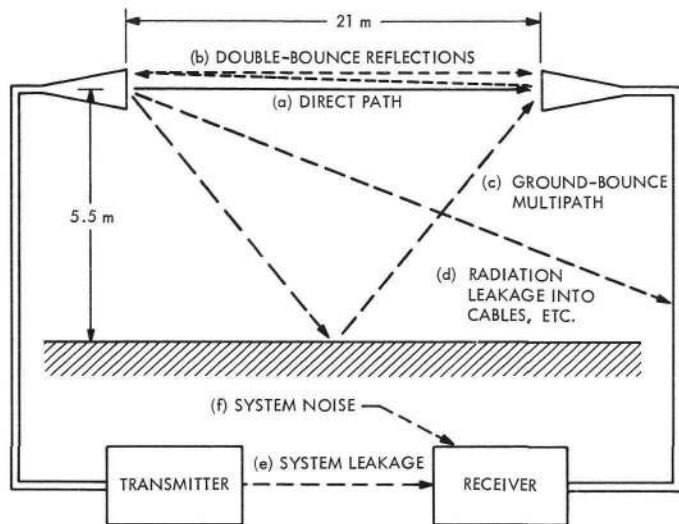 21 m
(b) DOUBLE-BOUNCE REFLECTIONS
(a) DIRECT PATH
(c) GROUND-BOUNCE
MULTIPATH
5.5 m
(d) RADIATION
LEAKAGE INTO
CABLES, ETC.
(f) SYSTEM NOISE
(e) SYSTEM LEAKAGE
TRANSMITTER
RECEIVER